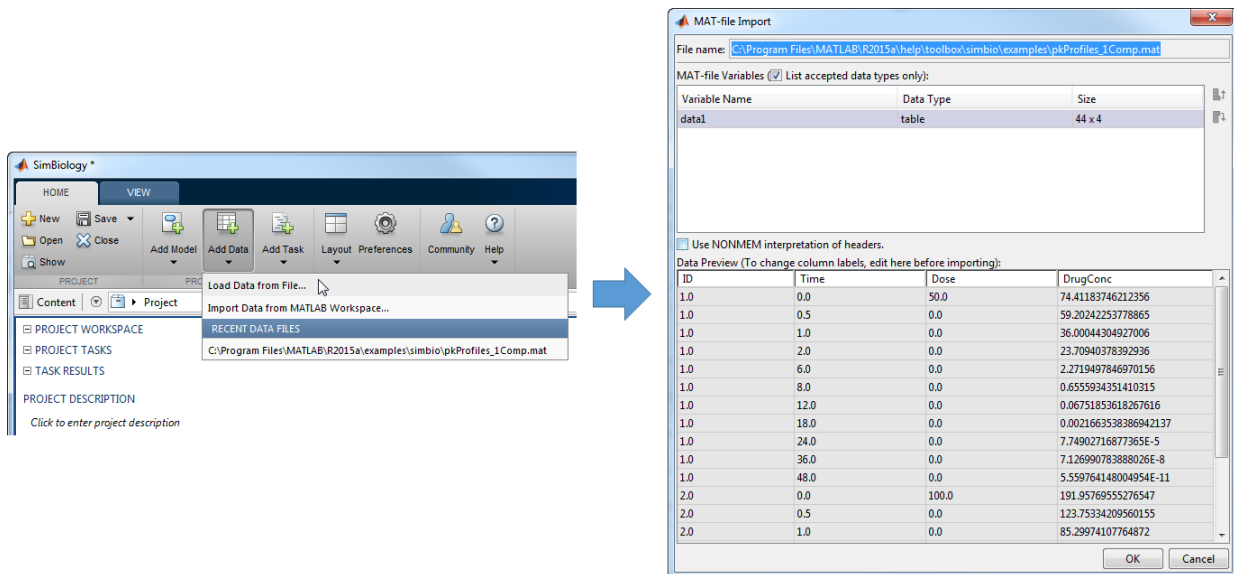 SimBiology *
HOME VIEW
New Save
Open Close
Show
Add Model Add Data Add Task Layout Preferences Community Help
PROJECT PRO
Load Data from File...
Import Data from MATLAB Workspace...
RECENT DATA FILES
C:\Program Files\MATLAB\R2015a\examples\simbio\pkProfiles_1Comp.mat
Content Project
PROJECT WORKSPACE
PROJECT TASKS
TASK RESULTS
PROJECT DESCRIPTION
Click to enter project description
MAT-file Import
File name: C:\Program Files\MATLAB\R2015a\help\toolbox\simbio\examples\pkProfiles_1Comp.mat
MAT-file Variables ( List accepted data types only):
Variable Name Data Type Size
data1 table 44 x 4
Use NONMEM interpretation of headers.
Data Preview (To change column labels, edit here before importing):
ID Time Dose DrugConc
1.0 0.0 50.0 74.41183746212356
1.0 0.5 0.0 59.20242253778865
1.0 1.0 0.0 36.00044304927006
1.0 2.0 0.0 23.70940378392936
1.0 6.0 0.0 2.2719497846970156
1.0 8.0 0.0 0.6555934351410315
1.0 12.0 0.0 0.06751853618267616
1.0 18.0 0.0 0.0021663538386942137
1.0 24.0 0.0 7.74902716877365E-5
1.0 36.0 0.0 7.126990783888026E-8
1.0 48.0 0.0 5.559764148004954E-11
2.0 0.0 100.0 191.95769555276547
2.0 0.5 0.0 123.75334209560155
2.0 1.0 0.0 85.29974107764872
OK Cancel